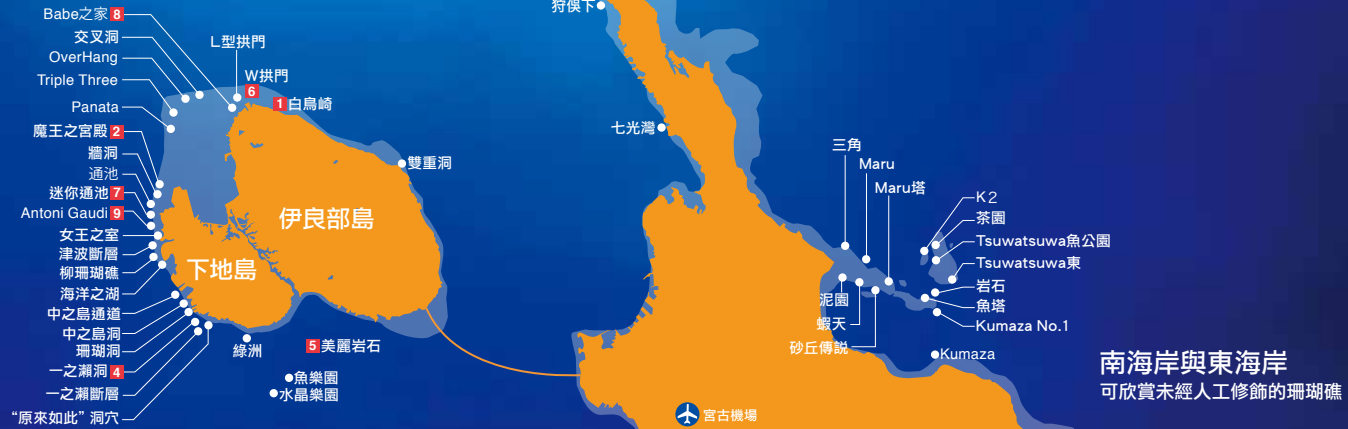 狩俁下
Babe之家 8
交叉洞
L型拱門
OverHang
W拱門
Triple Three
6
Panata
1 白鳥崎
七光灣
魔王之宮殿 2
三角
牆洞
雙重洞
Maru
通池
Maru塔
迷你通池 7
K2
Antoni Gaudi 9
伊良部島
茶園
女王之室
Tsuwatsuwa魚公園
津波斷層
Tsuwatsuwa東
柳珊瑚礁
下地島
岩石
海洋之湖
泥園
魚塔
中之島通道
蝦天
Kumaza No.1
中之島洞
珊瑚洞
綠洲
5 美麗岩石
砂丘傳說
Kumaza
一之瀨洞 4
南海岸與東海岸
魚樂園
一之瀨斷層
水晶樂園
可欣賞未經人工修飾的珊瑚礁
“原來如此” 洞穴
宮古機場